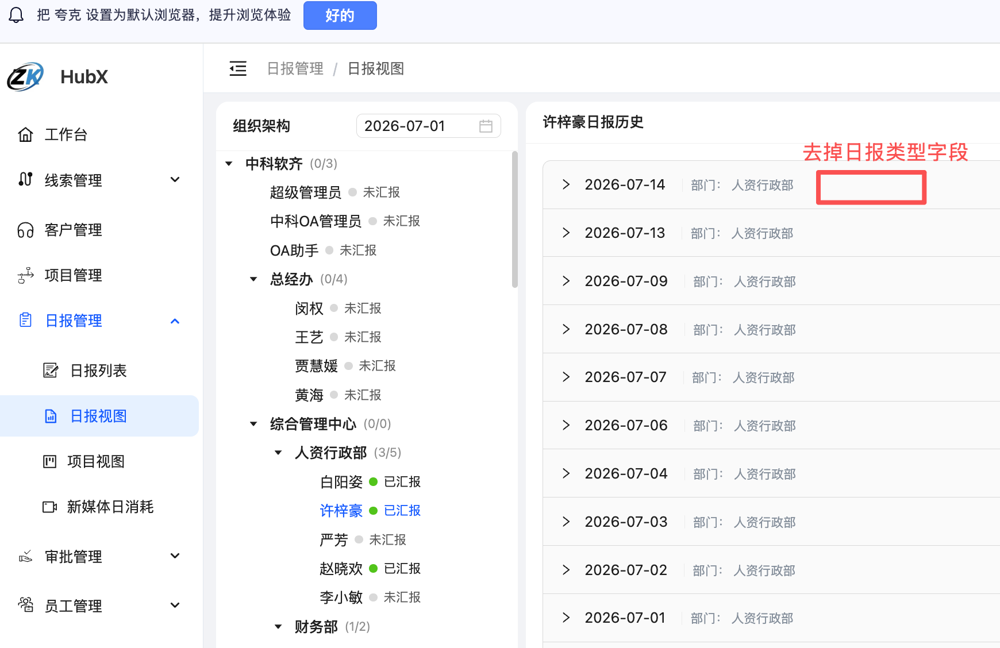 把 夸克 设置为默认浏览器，提升浏览体验 好的
ZK HubX
日报管理 / 日报视图
工作台
线索管理
客户管理
项目管理
日报管理
日报列表
日报视图
项目视图
新媒体日消耗
审批管理
员工管理
组织架构 2026-07-01
中科软齐 (0/3)
超级管理员 未汇报
中科OA管理员 未汇报
OA助手 未汇报
总经办 (0/4)
闵权 未汇报
王艺 未汇报
贾慧媛 未汇报
黄海 未汇报
综合管理中心 (0/0)
人资行政部 (3/5)
白阳姿 已汇报
许梓豪 已汇报
严芳 未汇报
赵晓欢 已汇报
李小敏 未汇报
财务部 (1/2)
许梓豪日报历史
去掉日报类型字段
2026-07-14 部门： 人资行政部
2026-07-13 部门： 人资行政部
2026-07-09 部门： 人资行政部
2026-07-08 部门： 人资行政部
2026-07-07 部门： 人资行政部
2026-07-06 部门： 人资行政部
2026-07-04 部门： 人资行政部
2026-07-03 部门： 人资行政部
2026-07-02 部门： 人资行政部
2026-07-01 部门： 人资行政部